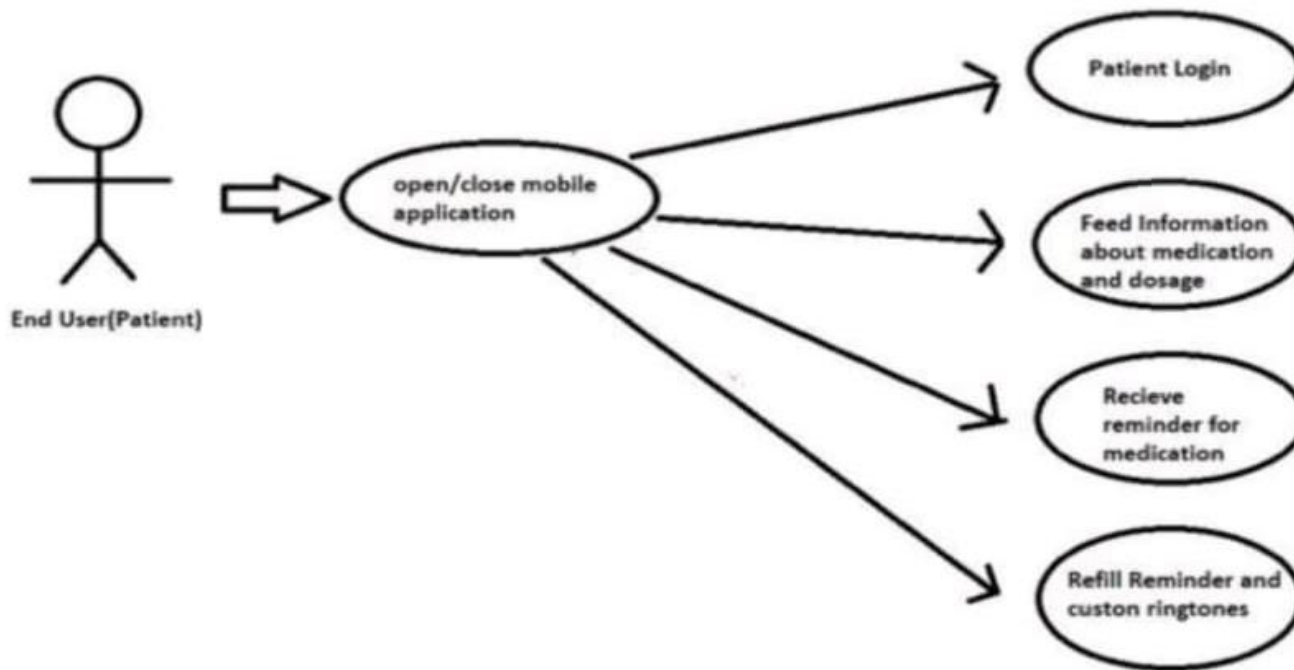 Patient Login
open/close mobile
application
Feed Information
about medication
and dosage
End User(Patient)
Recieve
reminder for
medication
Refill Reminder and
custon ringtones